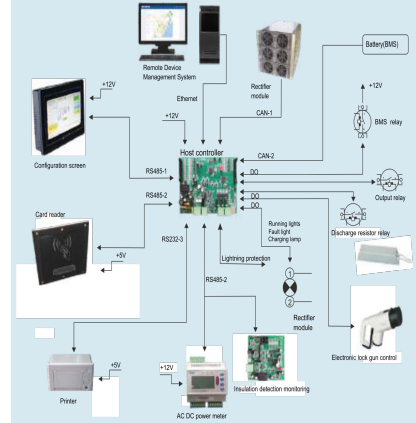 Remote Device
Management System
Rectifier
module
Battery(BMS)
+12V
+12V
Ethernet
CAN-1
+12V
BMS relay
Configuration screen
Host controller
CAN-2
RS485-1
DO
DO
RS485-2
DO
DO
Output relay
Card reader
Running lights
Fault light
Charging lamp
RS232-3
Discharge resistor relay
+5V
Lightning protection
1
RS485-2
2
Rectifier
module
Electronic lock gun control
+5V
+12V
Printer
Insulation detection monitoring
AC DC power meter